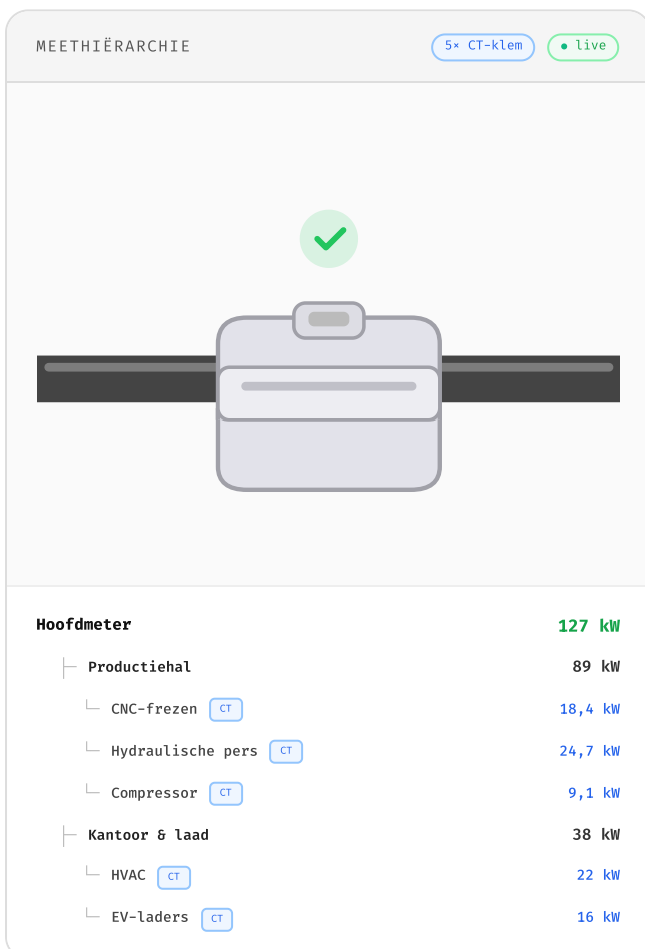 MEETHIËRARCHIE 5× CT-klem ● live
Hoofdmeter 127 kW
├─ Productiehal 89 kW
└─ CNC-frezen CT 18,4 kW
└─ Hydraulische pers CT 24,7 kW
└─ Compressor CT 9,1 kW
├─ Kantoor & laad 38 kW
└─ HVAC CT 22 kW
└─ EV-laders CT 16 kW